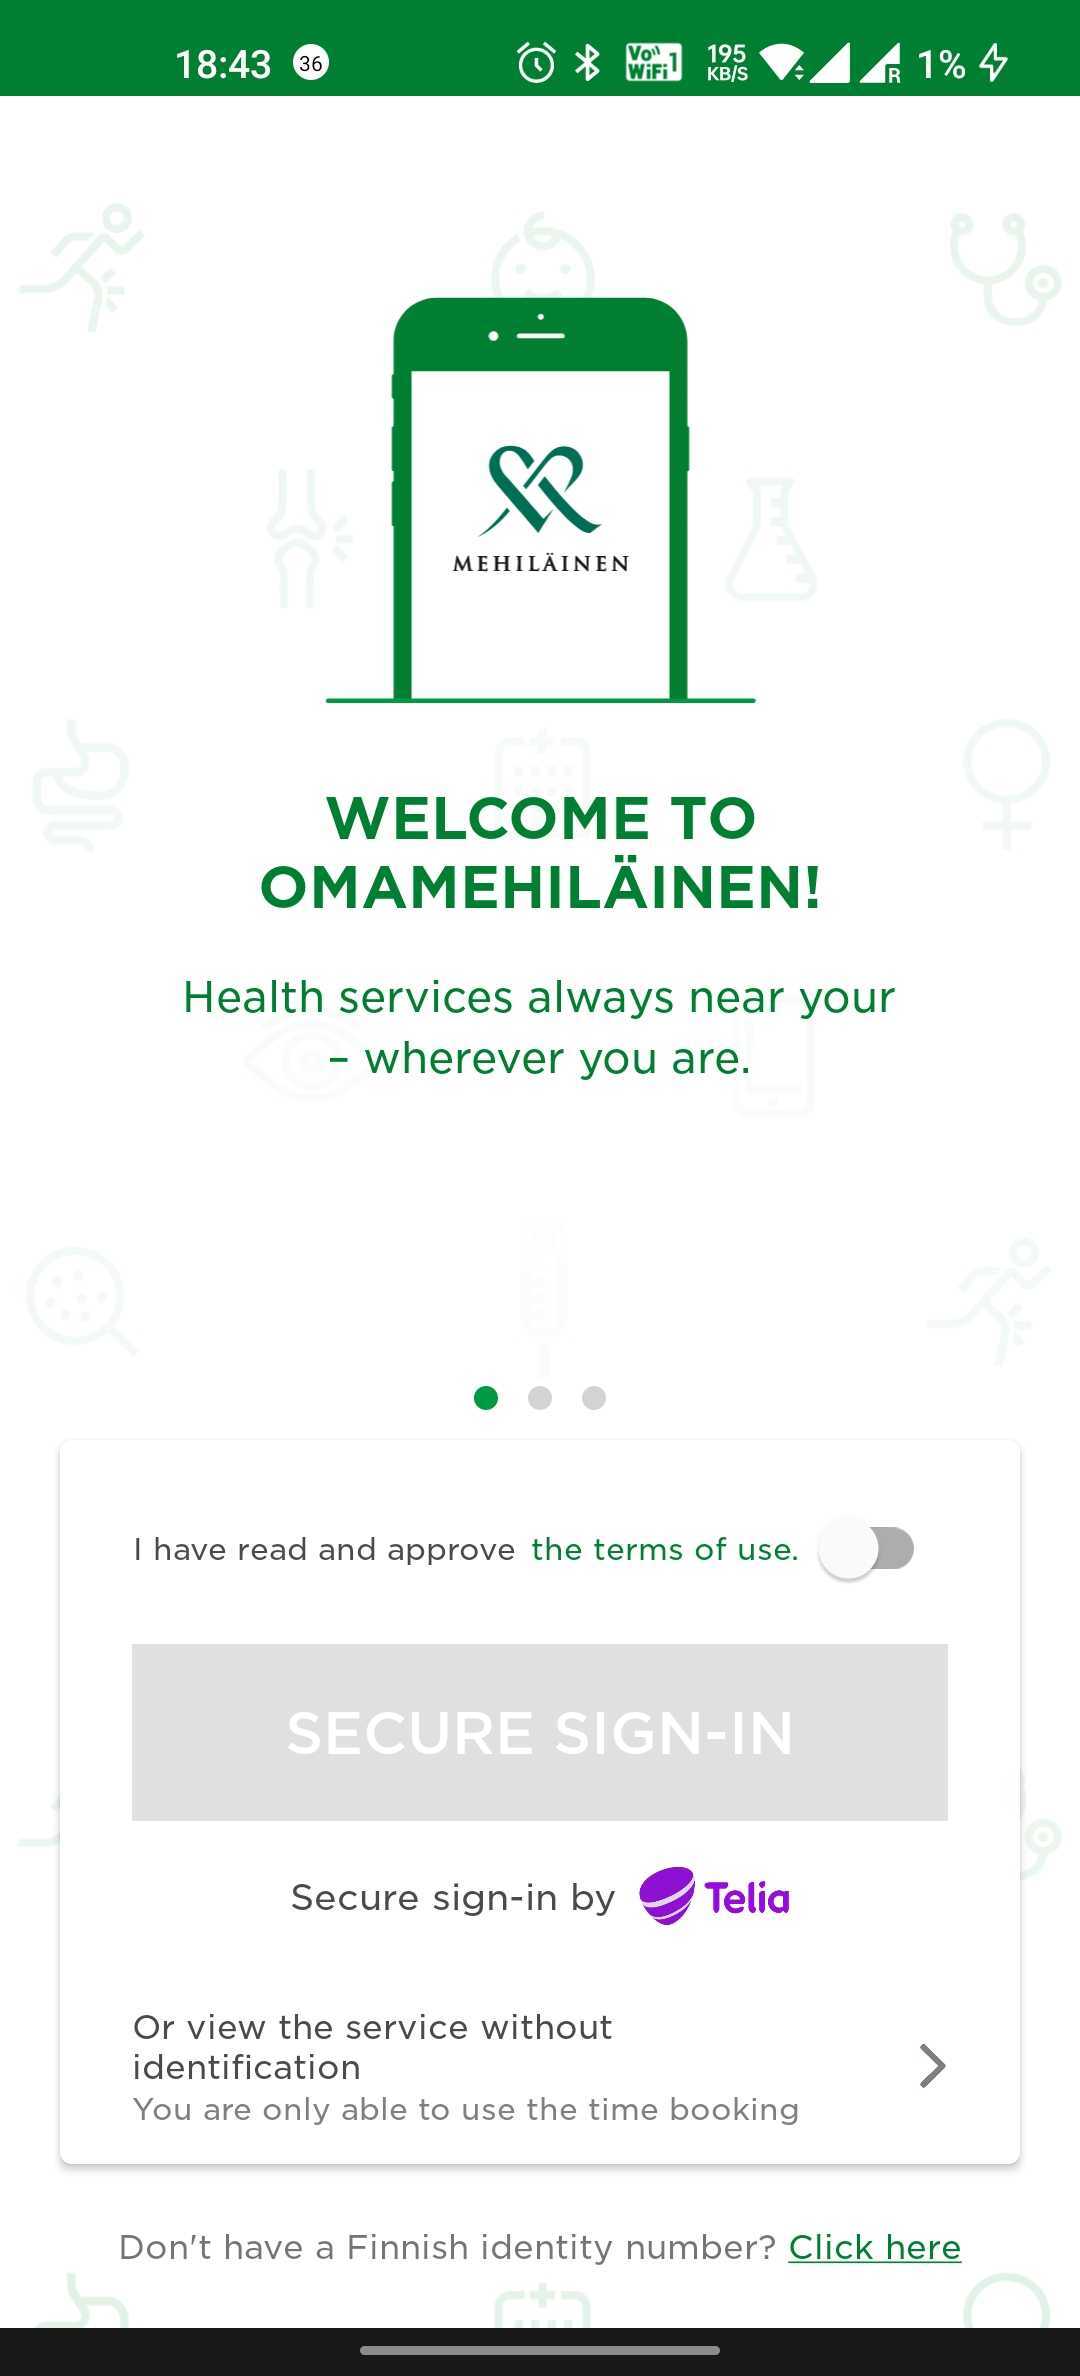 18:43 36 Vo WiFi 1 195 KB/S R 1%
MEHILÄINEN
WELCOME TO
OMAMEHILÄINEN!
Health services always near your
– wherever you are.
I have read and approve the terms of use.
SECURE SIGN-IN
Secure sign-in by Telia
Or view the service without
identification
You are only able to use the time booking
Don't have a Finnish identity number? Click here